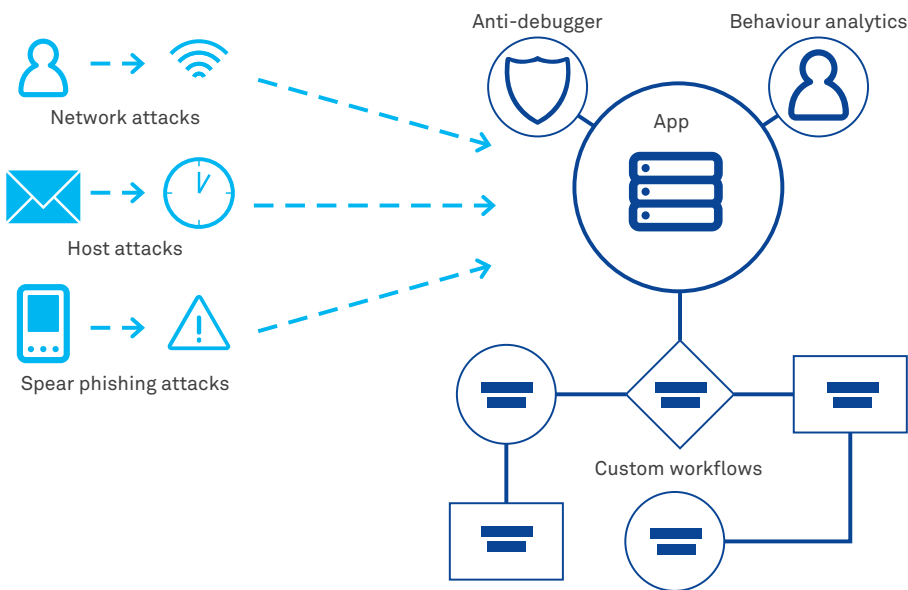 Anti-debugger
Behaviour analytics
Network attacks
App
Host attacks
Spear phishing attacks
Custom workflows